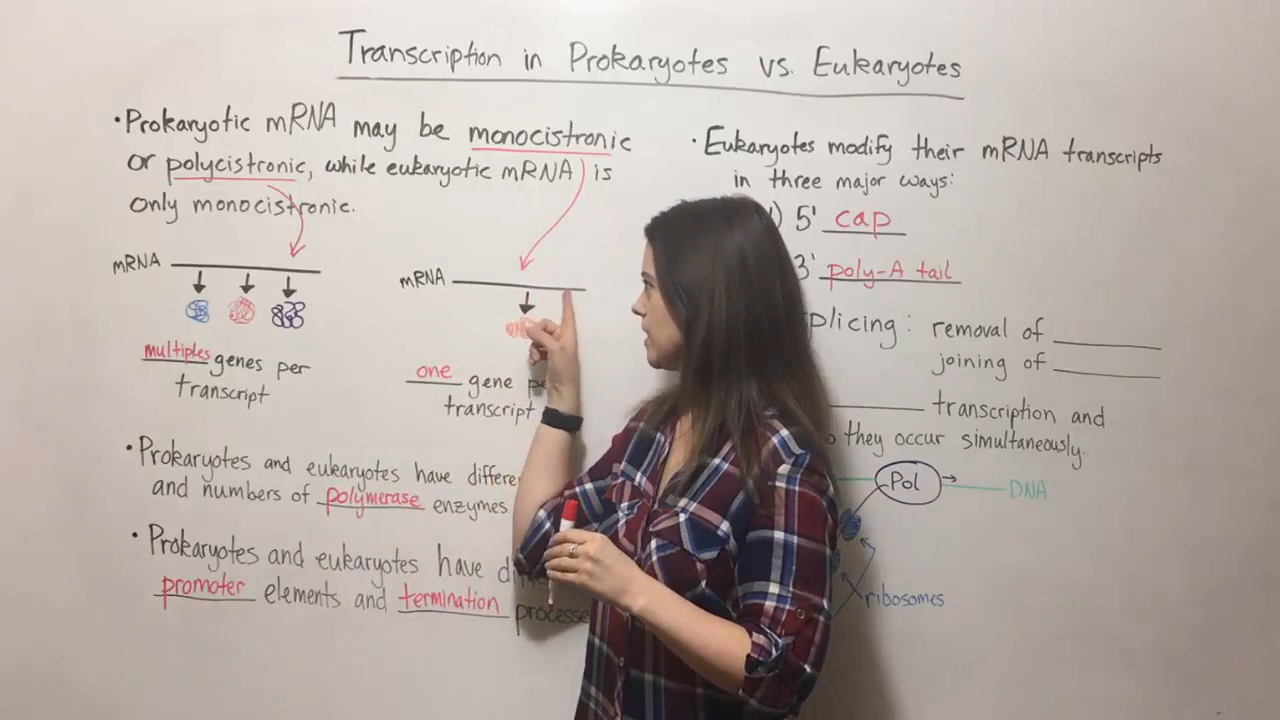 Transcription in Prokaryotes vs. Eukaryotes
• Prokaryotic mRNA may be monocistronic
or polycistronic, while eukaryotic mRNA is
only monocistronic.
mRNA
multiples genes per
transcript
mRNA
one gene
transcript
• Prokaryotes and eukaryotes have
and numbers of polymerase enzymes.
• Prokaryotes and eukaryotes have
promoter elements and termination
• Eukaryotes modify their mRNA transcripts
in three major ways:
) 5' cap
3' poly-A tail
plicing: removal of
joining of
transcription and
they occur simultaneously.
Pol
DNA
ribosomes